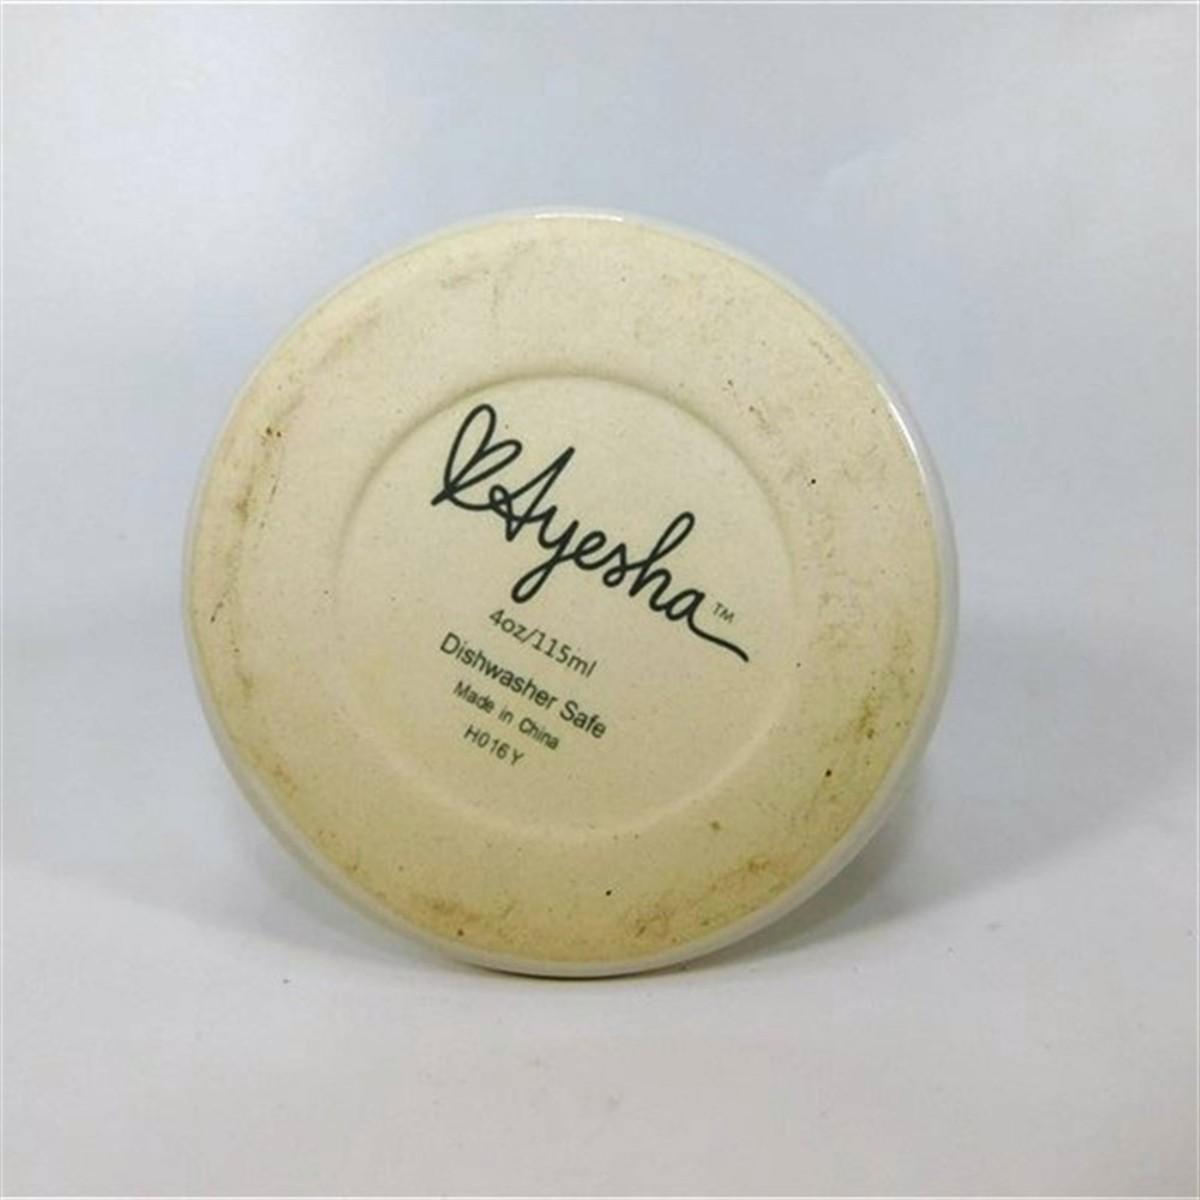 Ayesha™
4oz/115ml
Dishwasher Safe
Made in China
H016Y